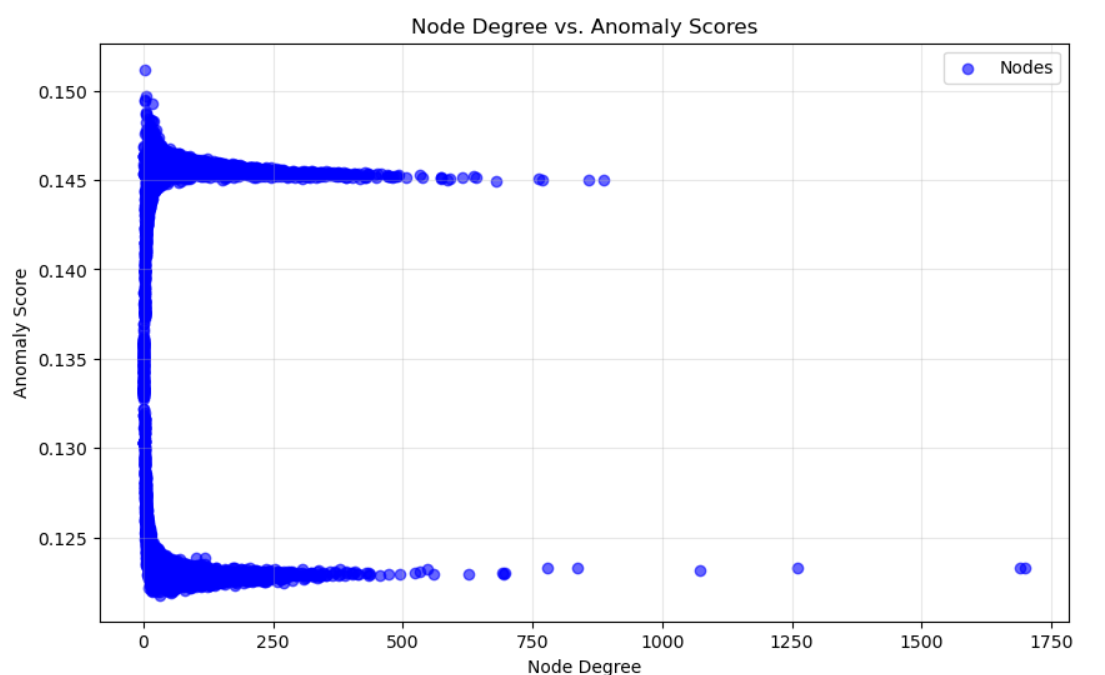 Node Degree vs. Anomaly Scores
Nodes
0.150
0.145
0.140
0.135
0.130
0.125
Anomaly Score
0 250 500 750 1000 1250 1500 1750
Node Degree